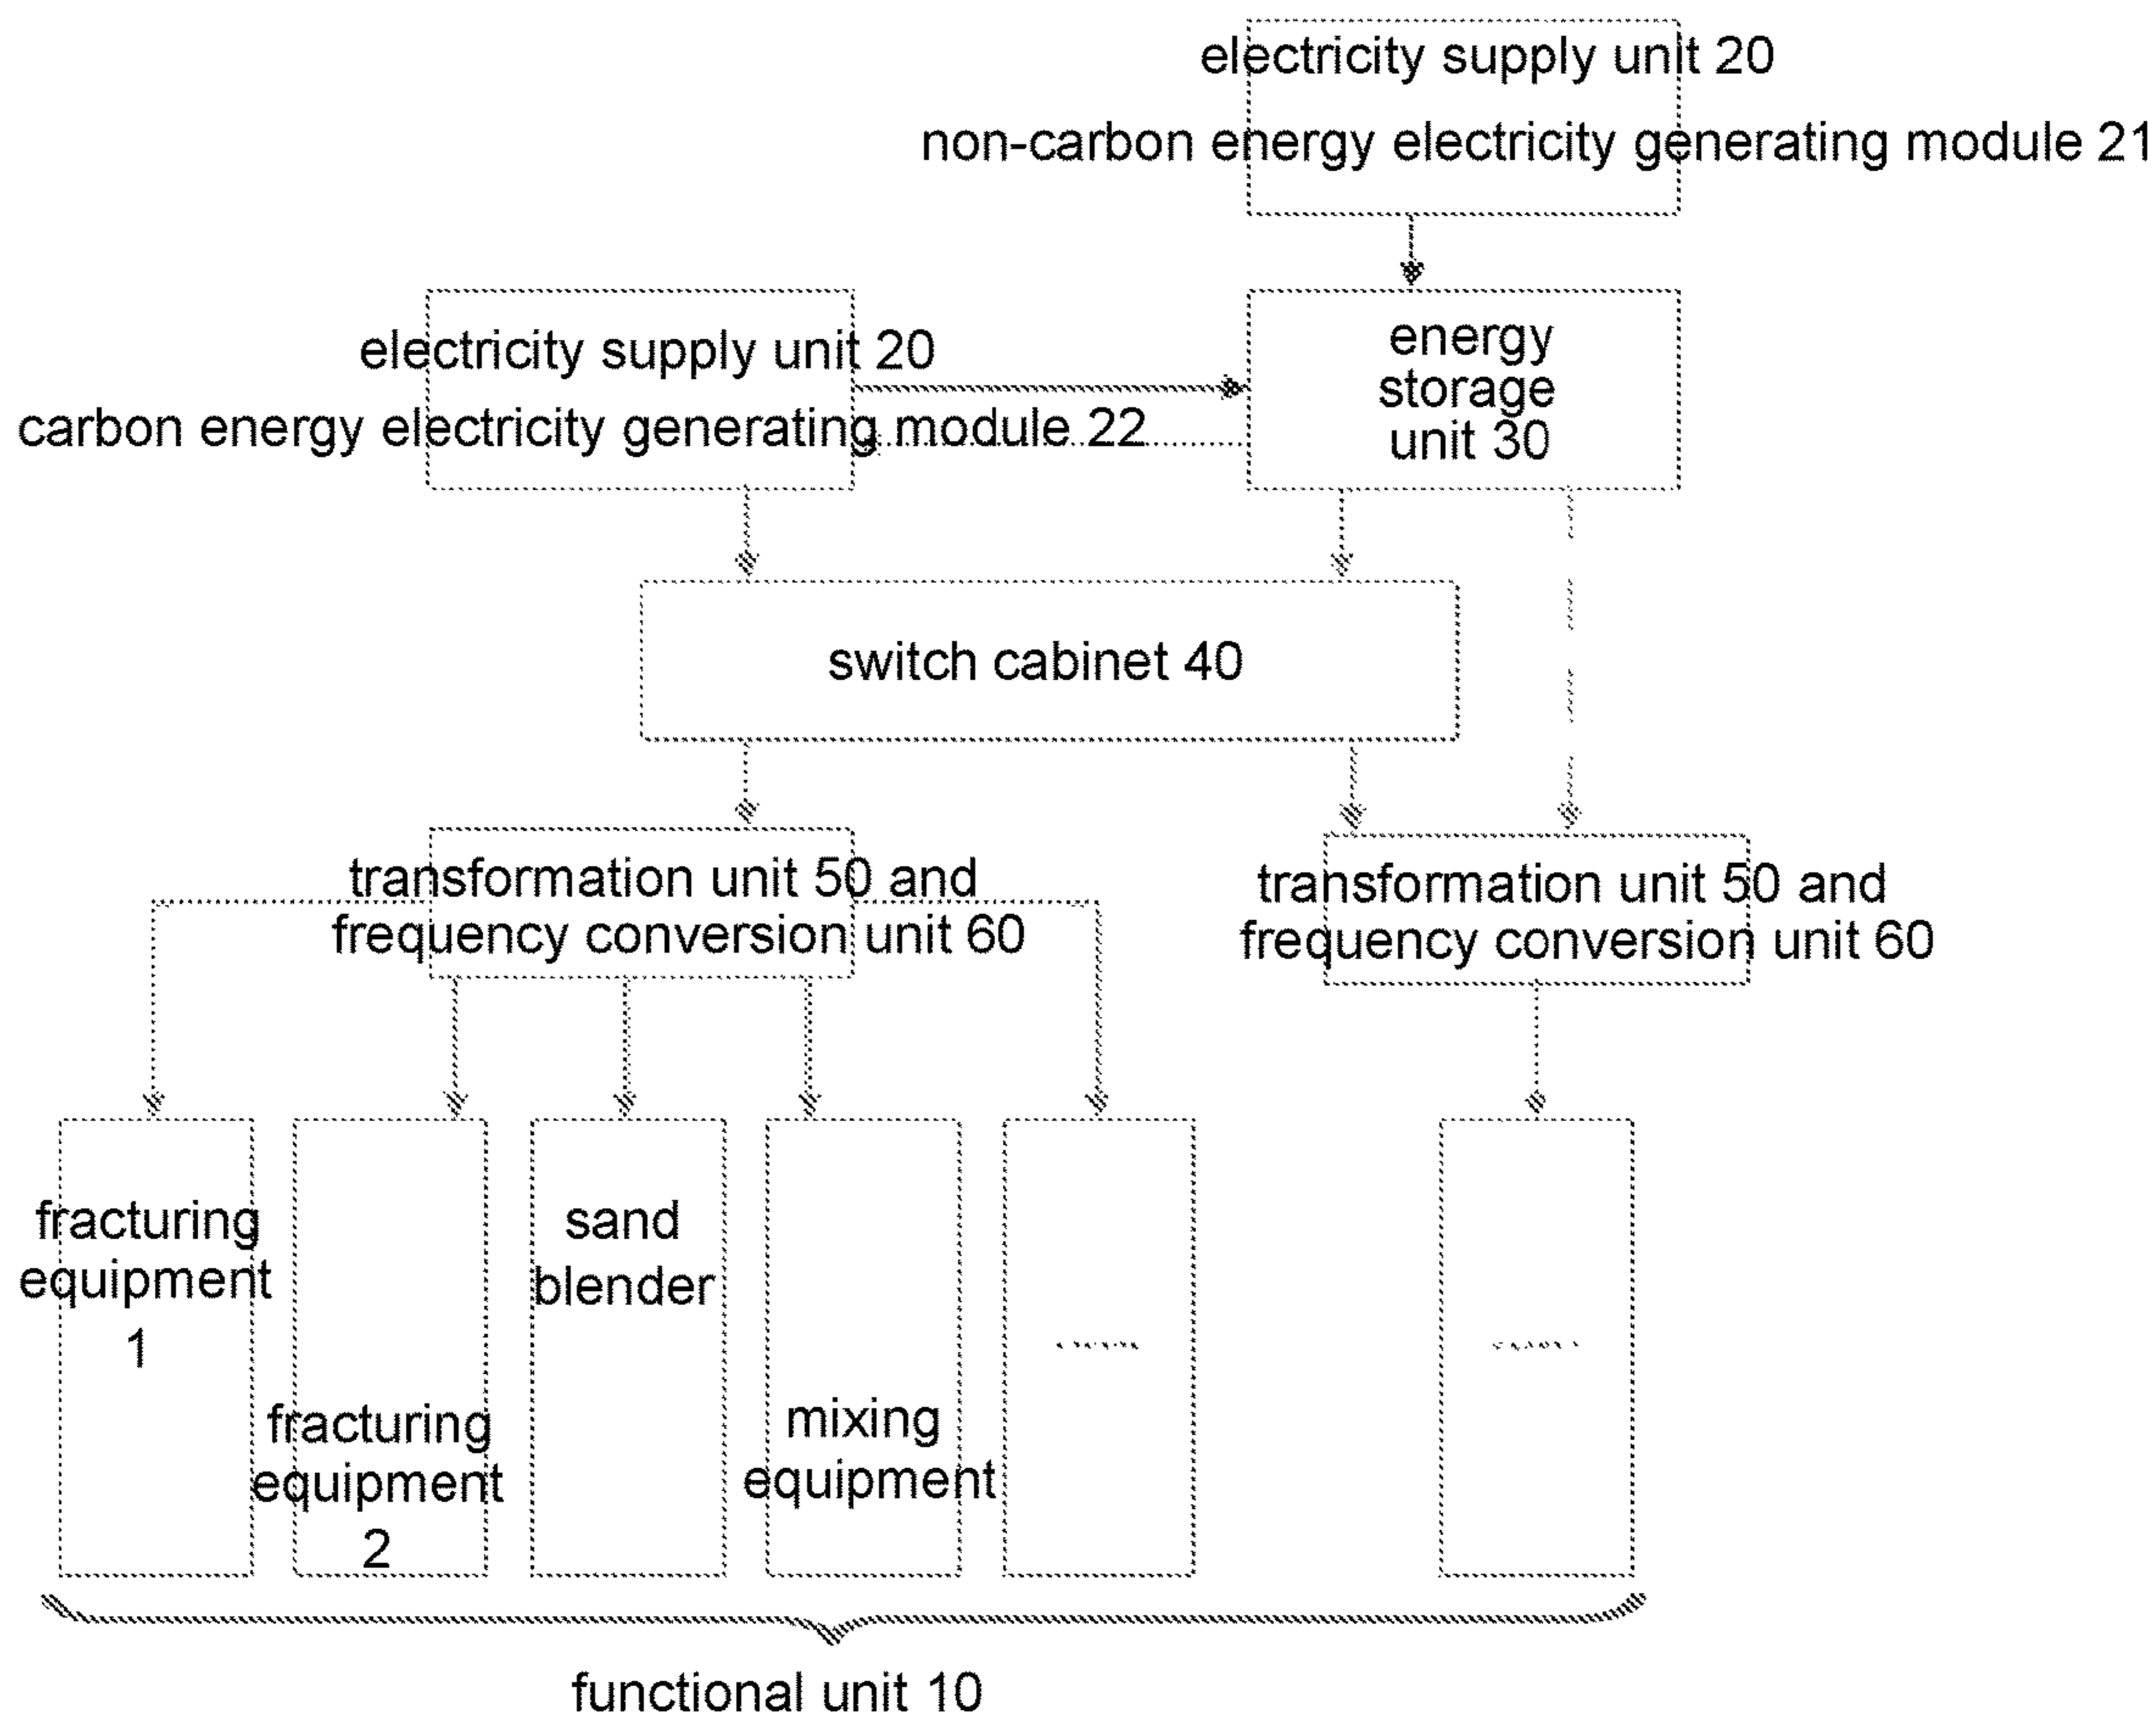 electricity supply unit 20
non-carbon energy electricity generating module 21
electricity supply unit 20
carbon energy electricity generating module 22
energy
storage
unit 30
switch cabinet 40
transformation unit 50 and
frequency conversion unit 60
transformation unit 50 and
frequency conversion unit 60
fracturing
equipment
1
fracturing
equipment
2
sand
blender
mixing
equipment
......
......
functional unit 10